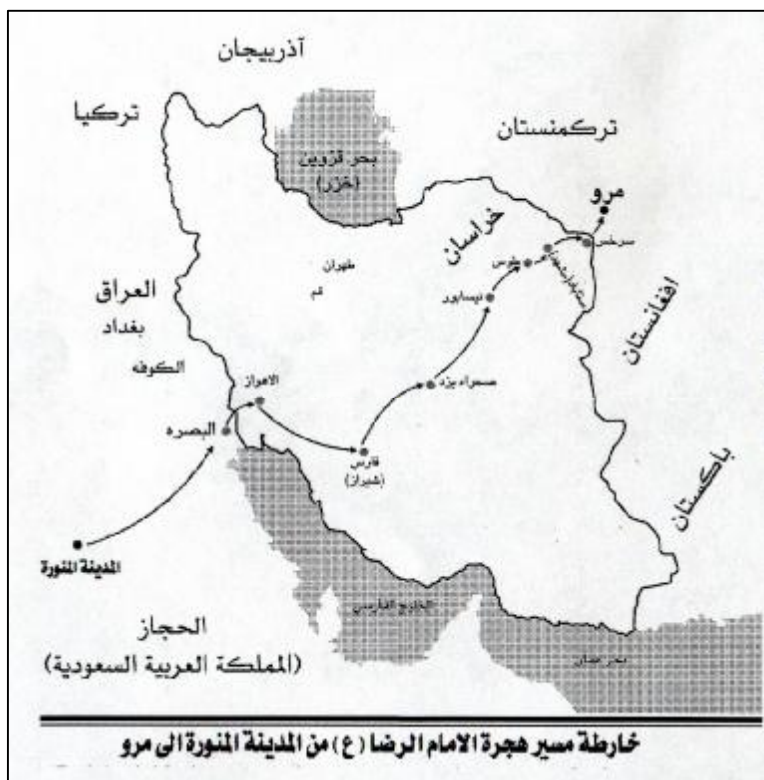 آذربيجان
تركيا
تركمنستان
بحر قزوين
(خزر)
مرو
خراسان
سرخس
طوس
طهران
قم
نيسابور
افغانستان
العراق
بغداد
الكوفه
الاهواز
صحراء يزد
البصره
فارس
(شيراز)
باكستان
المدينة المنورة
الخليج الفارسي
الحجاز
(المملكة العربية السعودية)
بحر عمان
خارطة مسير هجرة الامام الرضا (ع) من المدينة المنورة الى مرو